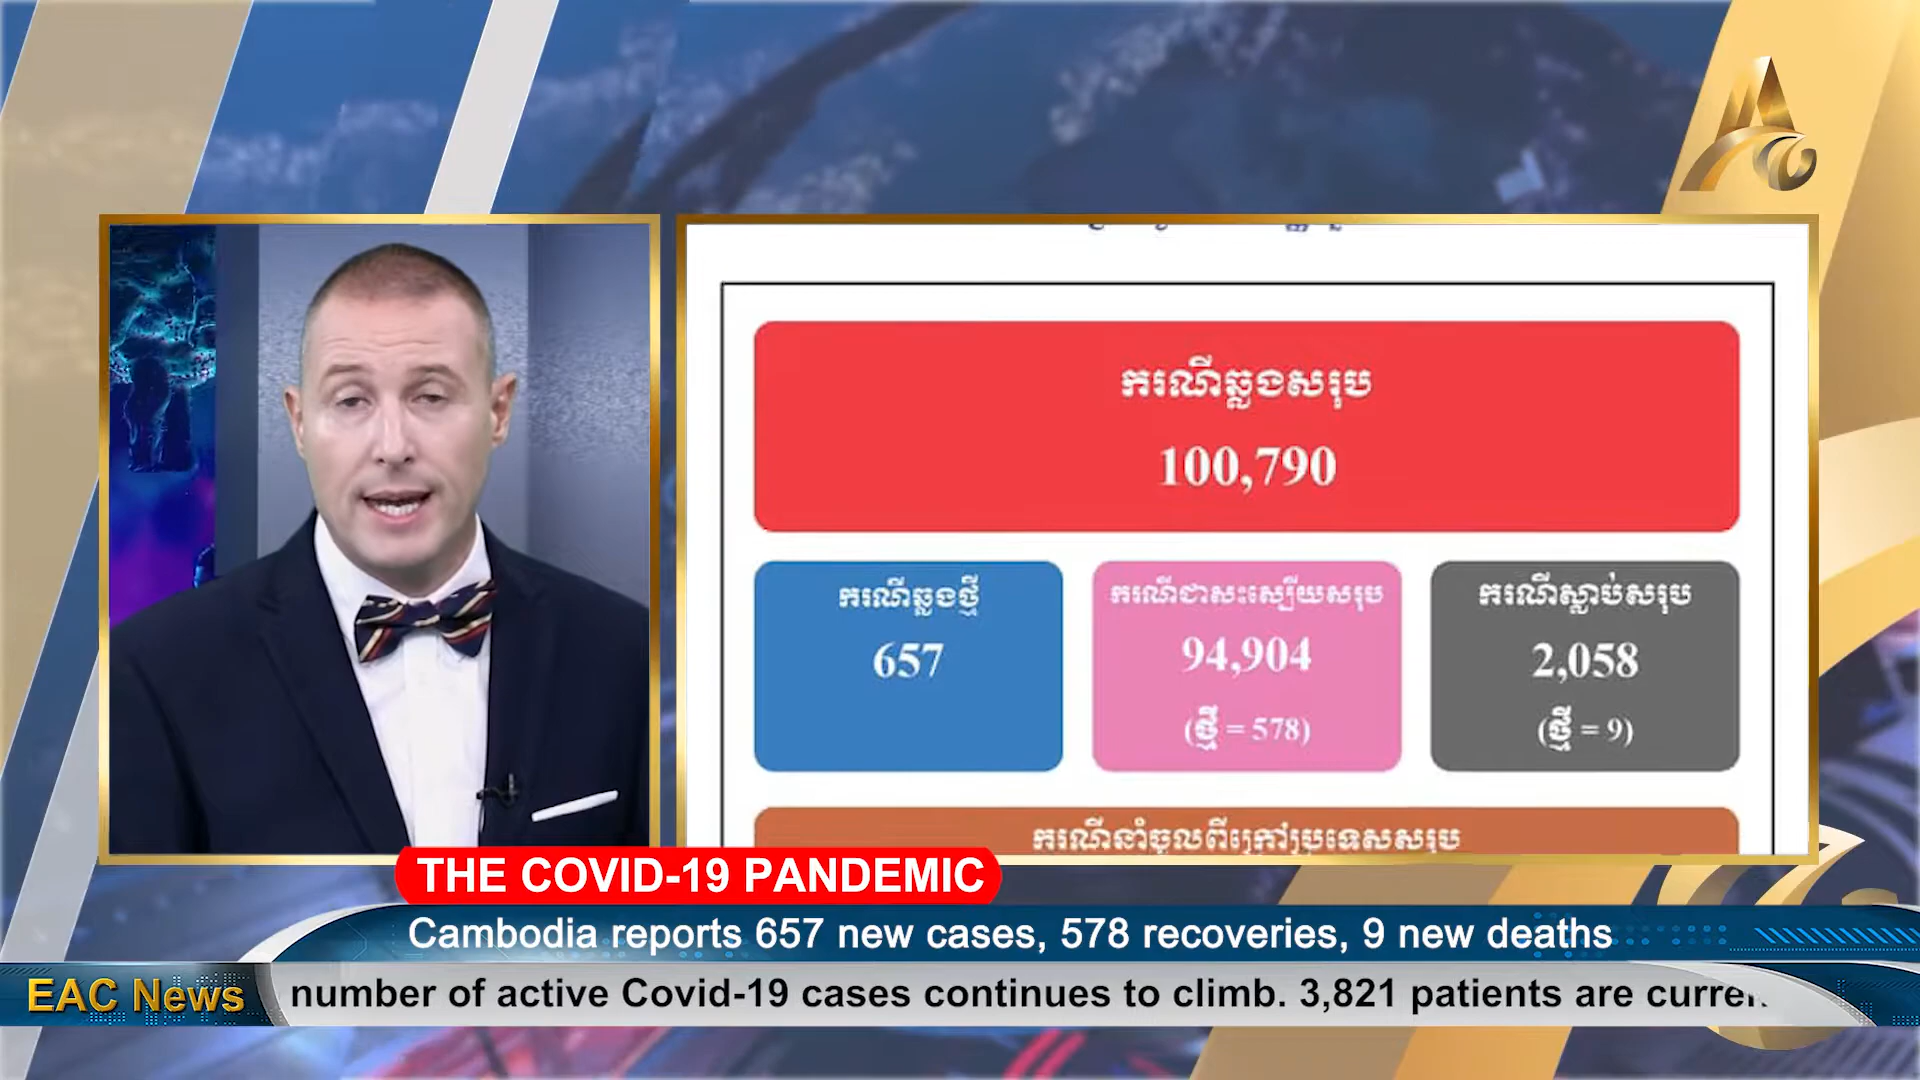 ករណីឆ្លងសរុប
100,790
ករណីឆ្លងថ្មី
657
ករណីជាសះស្បើយសរុប
94,904
(ថ្មី = 578)
ករណីស្លាប់សរុប
2,058
(ថ្មី = 9)
ករណីនាំចូលពីក្រៅប្រទេសសរុប
THE COVID-19 PANDEMIC
Cambodia reports 657 new cases, 578 recoveries, 9 new deaths
EAC News
number of active Covid-19 cases continues to climb. 3,821 patients are